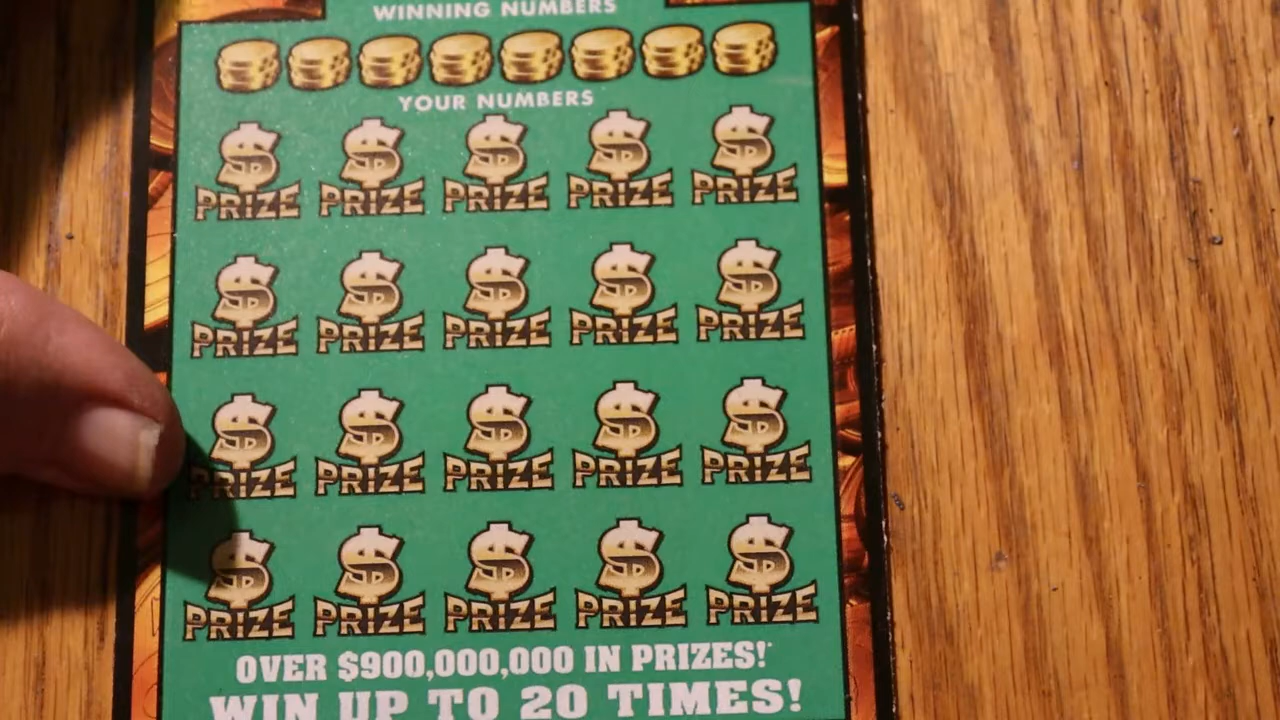 WINNING NUMBERS
YOUR NUMBERS
$ $ $ $ $
PRIZE PRIZE PRIZE PRIZE PRIZE
$ $ $ $ $
PRIZE PRIZE PRIZE PRIZE PRIZE
$ $ $ $ $
PRIZE PRIZE PRIZE PRIZE PRIZE
$ $ $ $ $
PRIZE PRIZE PRIZE PRIZE PRIZE
OVER $900,000,000 IN PRIZES!*
WIN UP TO 20 TIMES!